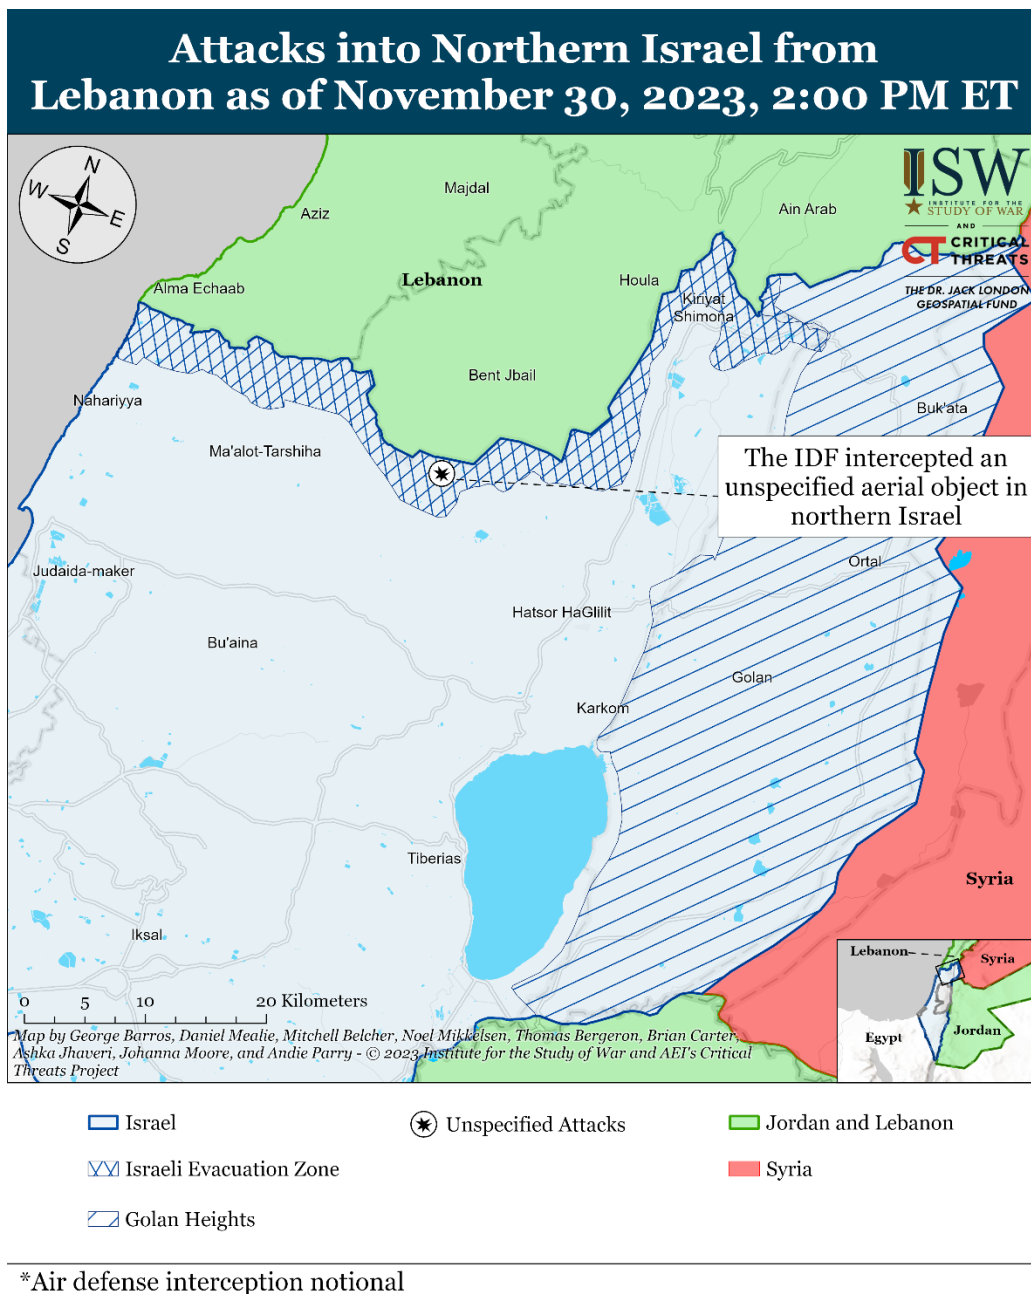 Attacks into Northern Israel from
Lebanon as of November 30, 2023, 2:00 PM ET
N
W
E
S
ISW
INSTITUTE FOR THE
STUDY OF WAR
AND
CT CRITICAL
THREATS
THE DR. JACK LONDON
GEOSPATIAL FUND
Majdal
Aziz
Ain Arab
Lebanon
Houla
Alma Echaab
Kiriyat
Shimona
Bent Jbail
Nahariyya
Buk'ata
Ma'alot-Tarshiha
The IDF intercepted an
unspecified aerial object in
northern Israel
Judaida-maker
Ortal
Hatsor HaGlilit
Bu'aina
Golan
Karkom
Tiberias
Syria
Iksal
Lebanon
Syria
Jordan
Egypt
0 5 10 20 Kilometers
Map by George Barros, Daniel Mealie, Mitchell Belcher, Noel Mikkelsen, Thomas Bergeron, Brian Carter,
Ashka Jhaveri, Johanna Moore, and Andie Parry - © 2023 Institute for the Study of War and AEI's Critical
Threats Project
Israel
Unspecified Attacks
Jordan and Lebanon
Israeli Evacuation Zone
Syria
Golan Heights
*Air defense interception notional